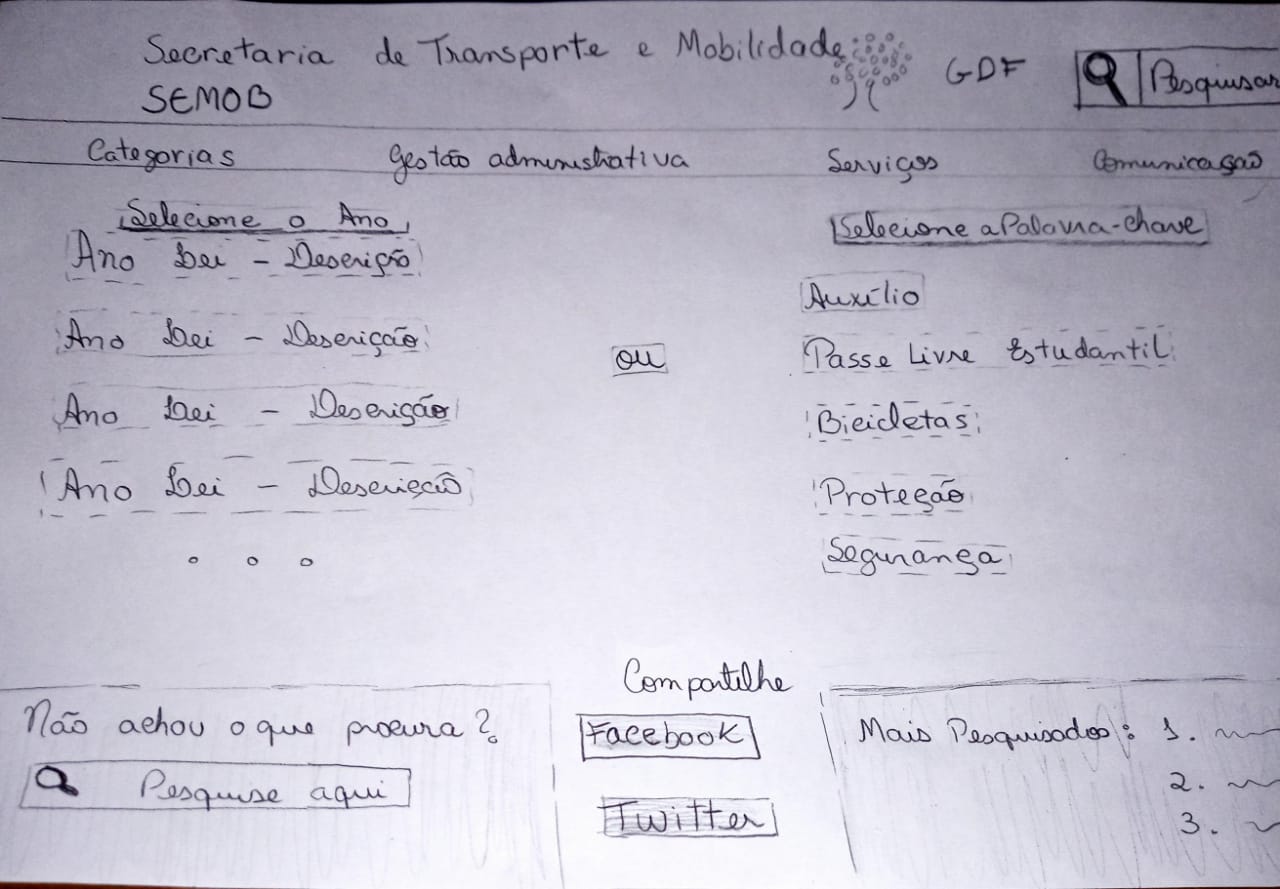 Secretaria de Transporte e Mobilidade
SEMOB
GDF
Pesquisar
Categorias Gestão administrativa Serviços Comunicação
Selecione o Ano
Ano Lei - Descrição
Ano Lei - Descrição
Ano Lei - Descrição
Ano Lei - Descrição
ou
Selecione a Palavra-chave
Auxílio
Passe Livre Estudantil
Bicicletas
Proteção
Segurança
Não achou o que procura?
Pesquise aqui
Compartilhe
Facebook
Twitter
Mais Pesquisados: 1.
2.
3.